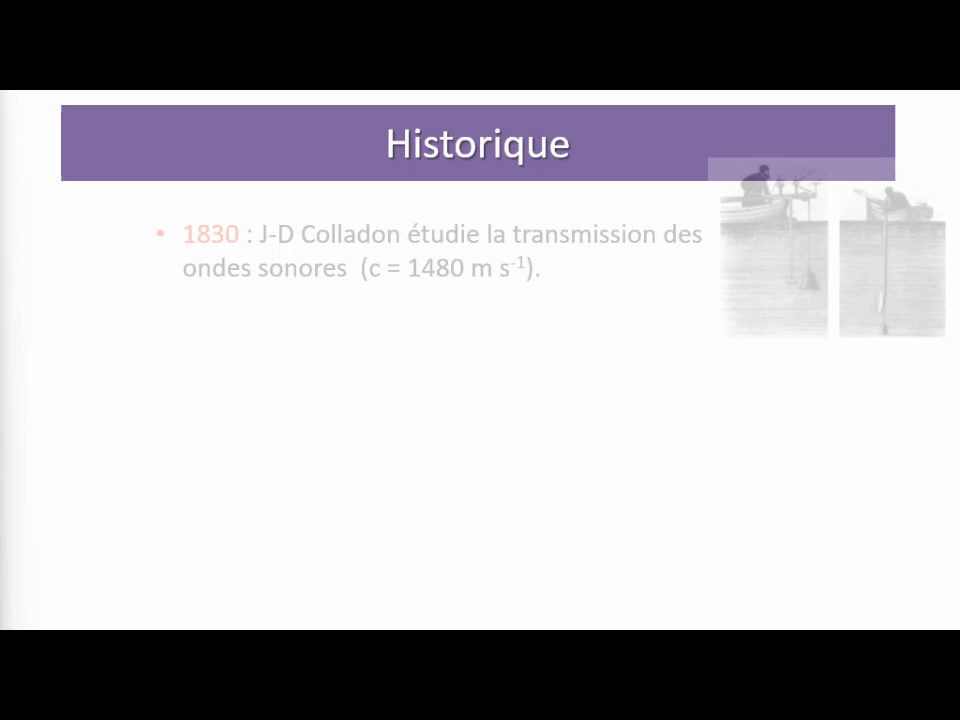 Historique
• 1830 : J-D Colladon étudie la transmission des
ondes sonores (c = 1480 m s⁻¹).